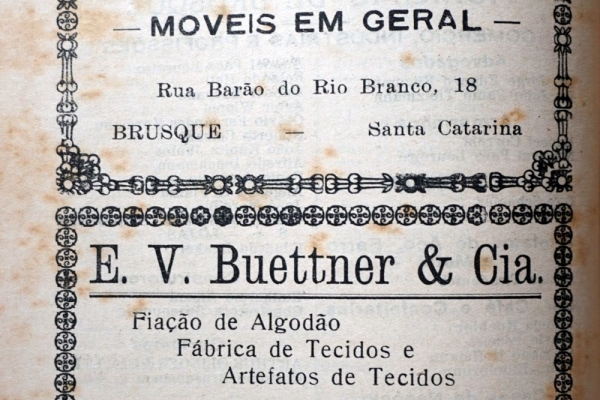 — MOVEIS EM GERAL —
Rua Barão do Rio Branco, 18
BRUSQUE — Santa Catarina
E. V. Buettner & Cia.
Fiação de Algodão
Fábrica de Tecidos e
Artefatos de Tecidos